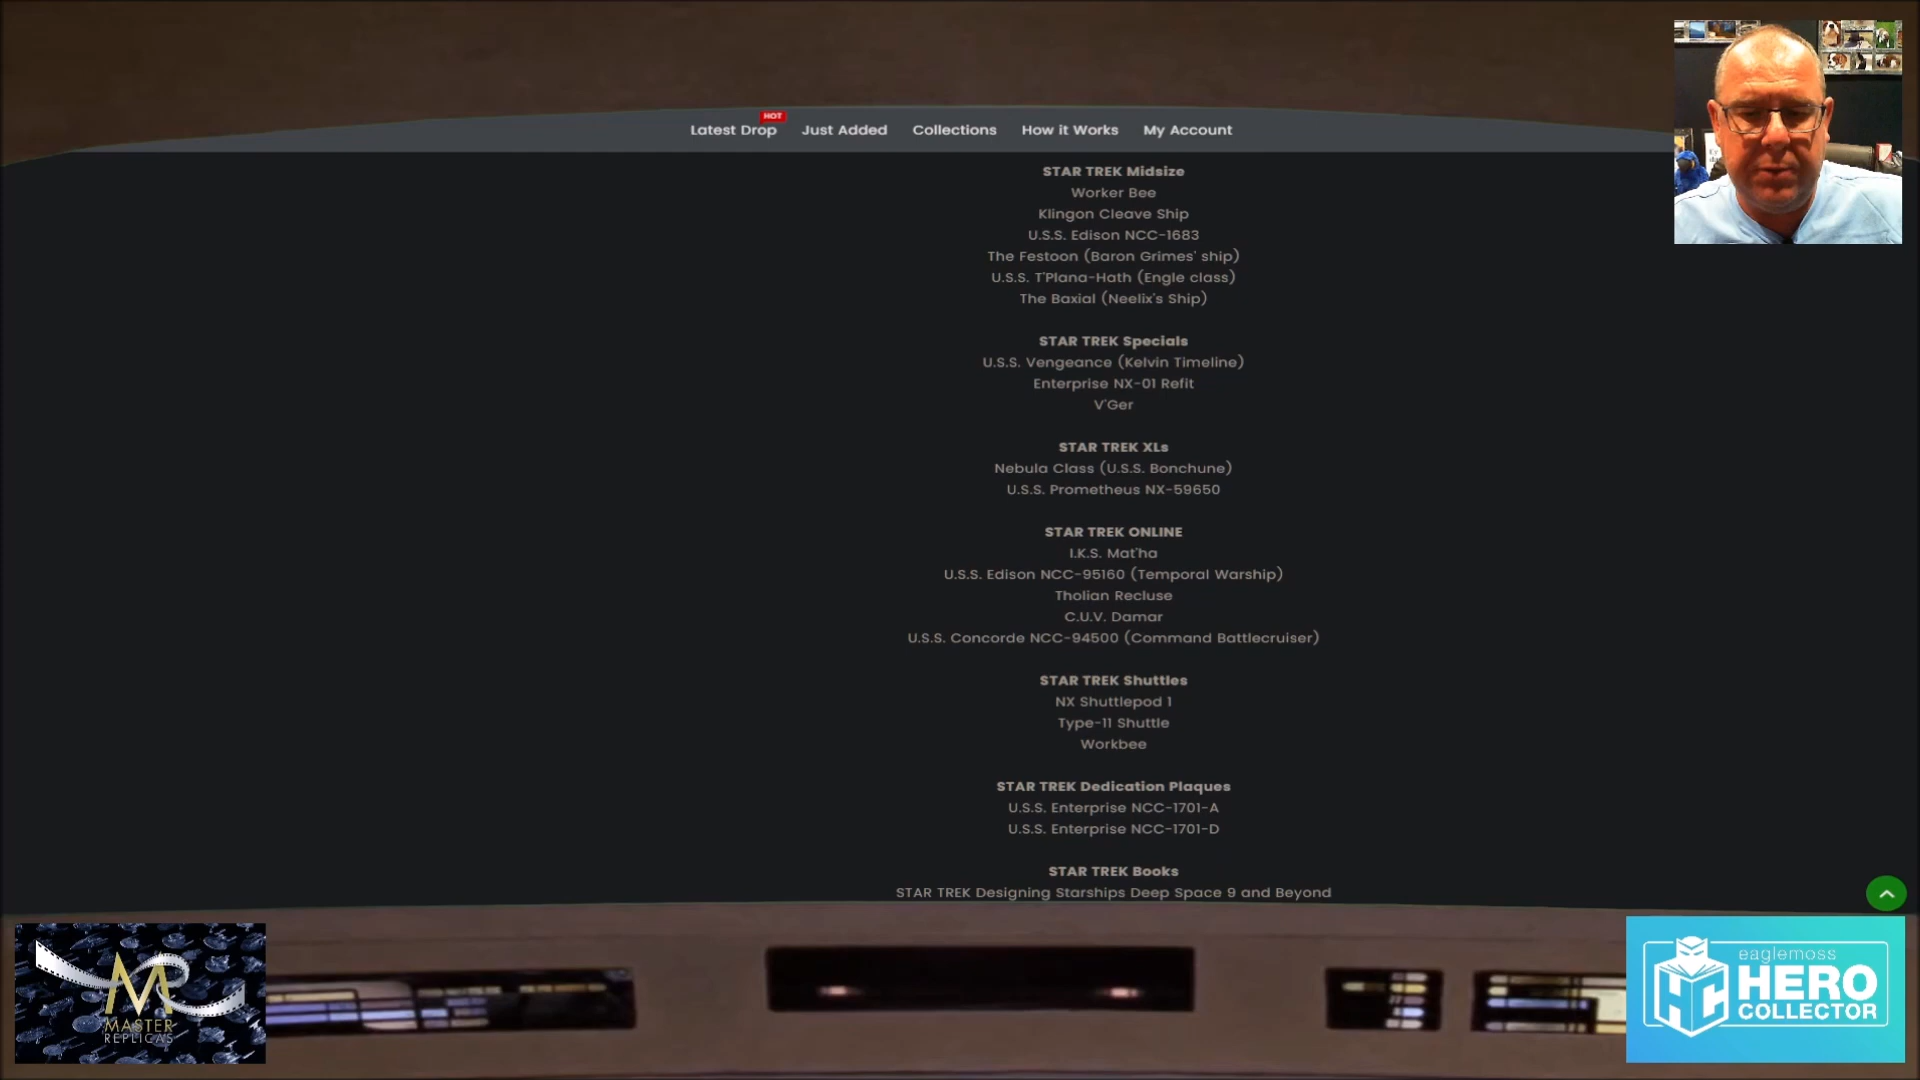 HOT
Latest Drop Just Added Collections How it Works My Account
STAR TREK Midsize
Worker Bee
Klingon Cleave Ship
U.S.S. Edison NCC-1683
The Festoon (Baron Grimes' ship)
U.S.S. T'Plana-Hath (Engle class)
The Baxial (Neelix's Ship)
STAR TREK Specials
U.S.S. Vengeance (Kelvin Timeline)
Enterprise NX-01 Refit
V'Ger
STAR TREK XLs
Nebula Class (U.S.S. Bonchune)
U.S.S. Prometheus NX-59650
STAR TREK ONLINE
I.K.S. Mat'ha
U.S.S. Edison NCC-95160 (Temporal Warship)
Tholian Recluse
C.U.V. Damar
U.S.S. Concorde NCC-94500 (Command Battlecruiser)
STAR TREK Shuttles
NX Shuttlepod 1
Type-11 Shuttle
Workbee
STAR TREK Dedication Plaques
U.S.S. Enterprise NCC-1701-A
U.S.S. Enterprise NCC-1701-D
STAR TREK Books
STAR TREK Designing Starships Deep Space 9 and Beyond
MR
MASTER
REPLICAS
eaglemoss
HC HERO
COLLECTOR